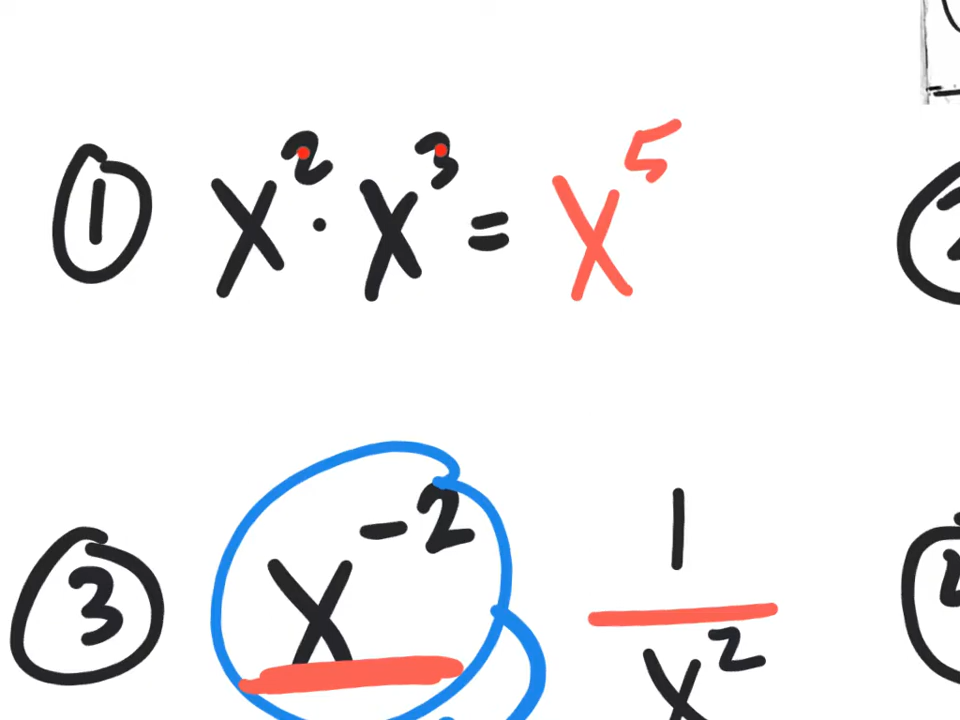 ① x² · x³ = x⁵
③ x⁻² 1/x²